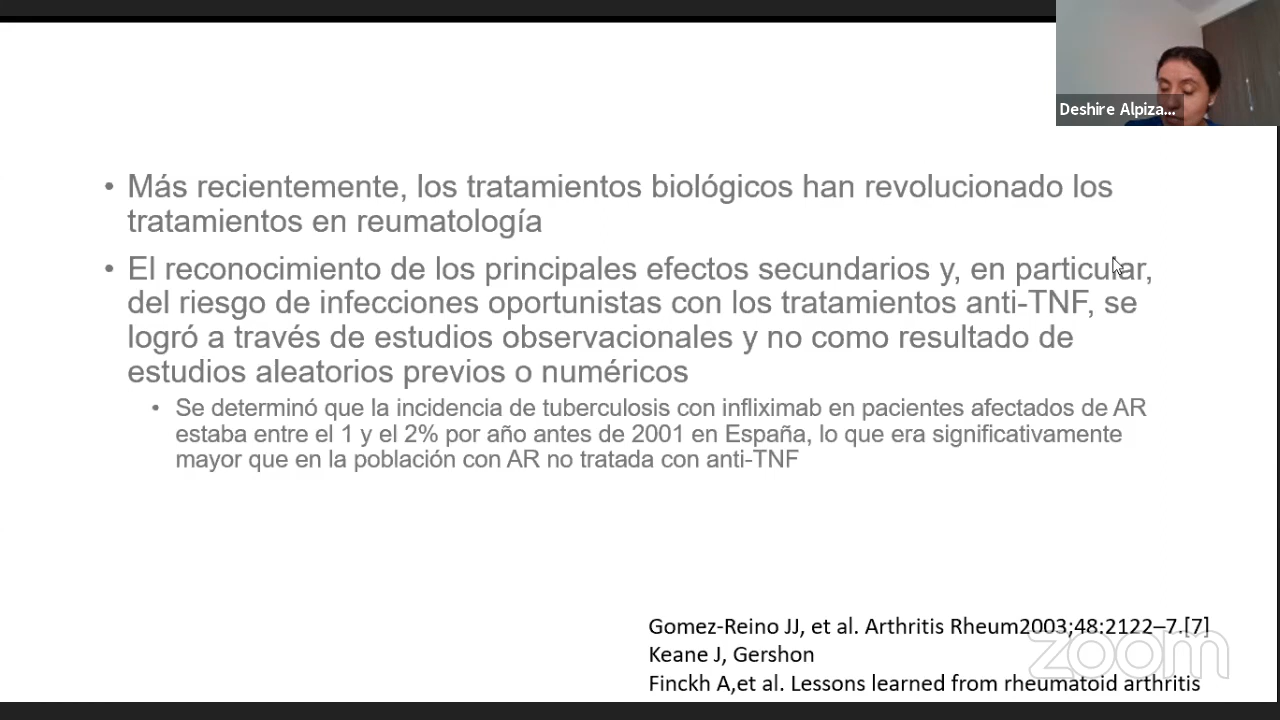 Deshire Alpiza...
• Más recientemente, los tratamientos biológicos han revolucionado los
tratamientos en reumatología
• El reconocimiento de los principales efectos secundarios y, en particular,
del riesgo de infecciones oportunistas con los tratamientos anti-TNF, se
logró a través de estudios observacionales y no como resultado de
estudios aleatorios previos o numéricos
• Se determinó que la incidencia de tuberculosis con infliximab en pacientes afectados de AR
estaba entre el 1 y el 2% por año antes de 2001 en España, lo que era significativamente
mayor que en la población con AR no tratada con anti-TNF
Gomez-Reino JJ, et al. Arthritis Rheum2003;48:2122–7.[7]
Keane J, Gershon
Finckh A,et al. Lessons learned from rheumatoid arthritis
zoom